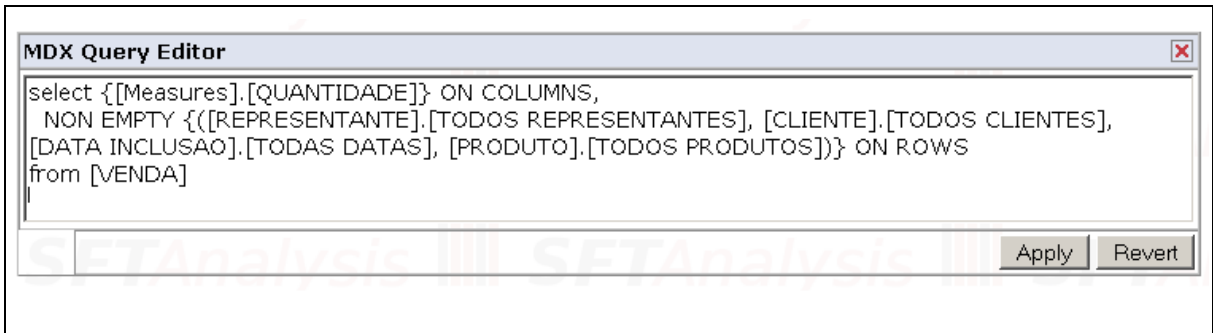 MDX Query Editor
select {[Measures].[QUANTIDADE]} ON COLUMNS,
NON EMPTY {([REPRESENTANTE].[TODOS REPRESENTANTES], [CLIENTE].[TODOS CLIENTES],
[DATA INCLUSAO].[TODAS DATAS], [PRODUTO].[TODOS PRODUTOS])} ON ROWS
from [VENDA]
SFTAnalysis SFTAnalysis SFTA
Apply Revert